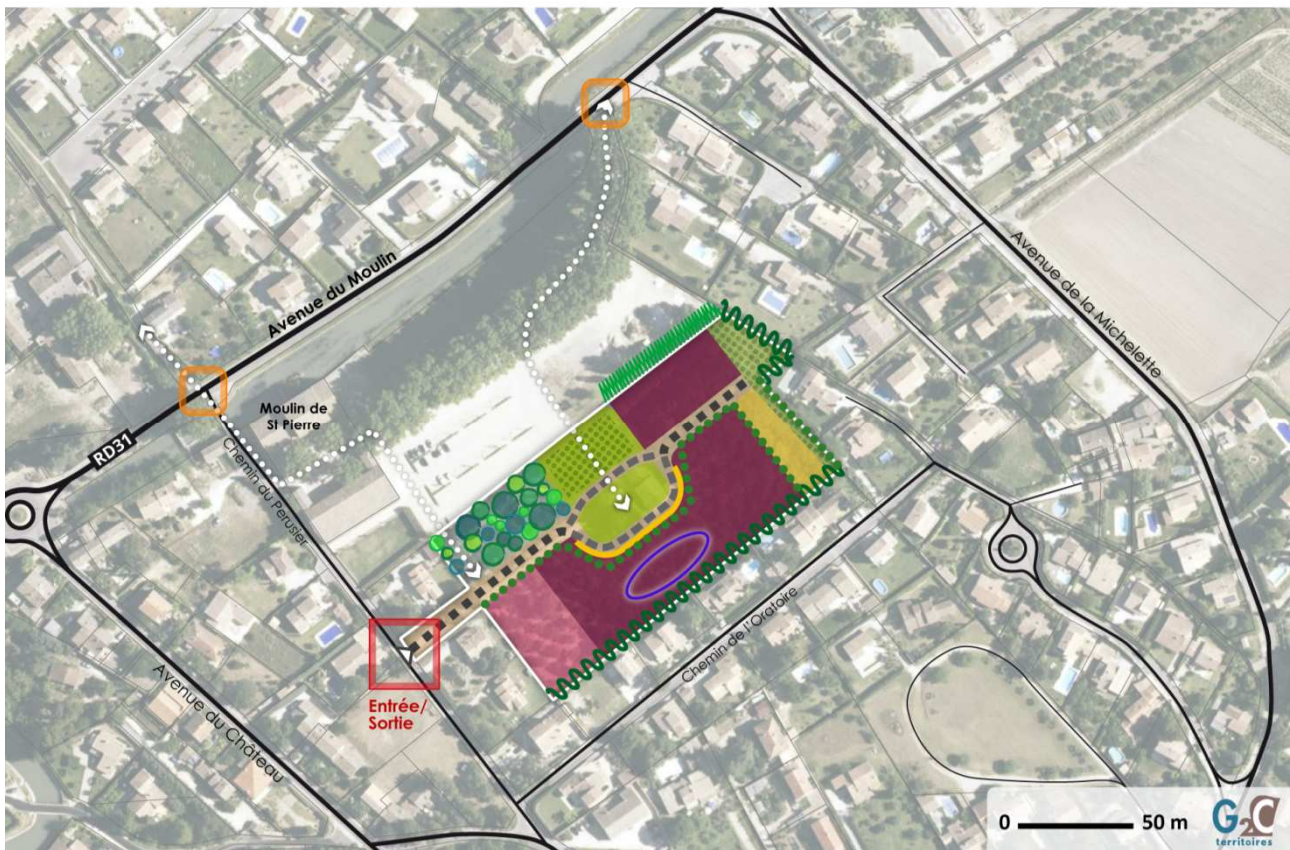 Avenue du Moulin
Avenue de la Michelette
Moulin de
St Pierre
RD31
Chemin du Perusier
Entrée/
Sortie
Chemin de l'Oratoire
Avenue du Château
0 50 m
G2C
territoires